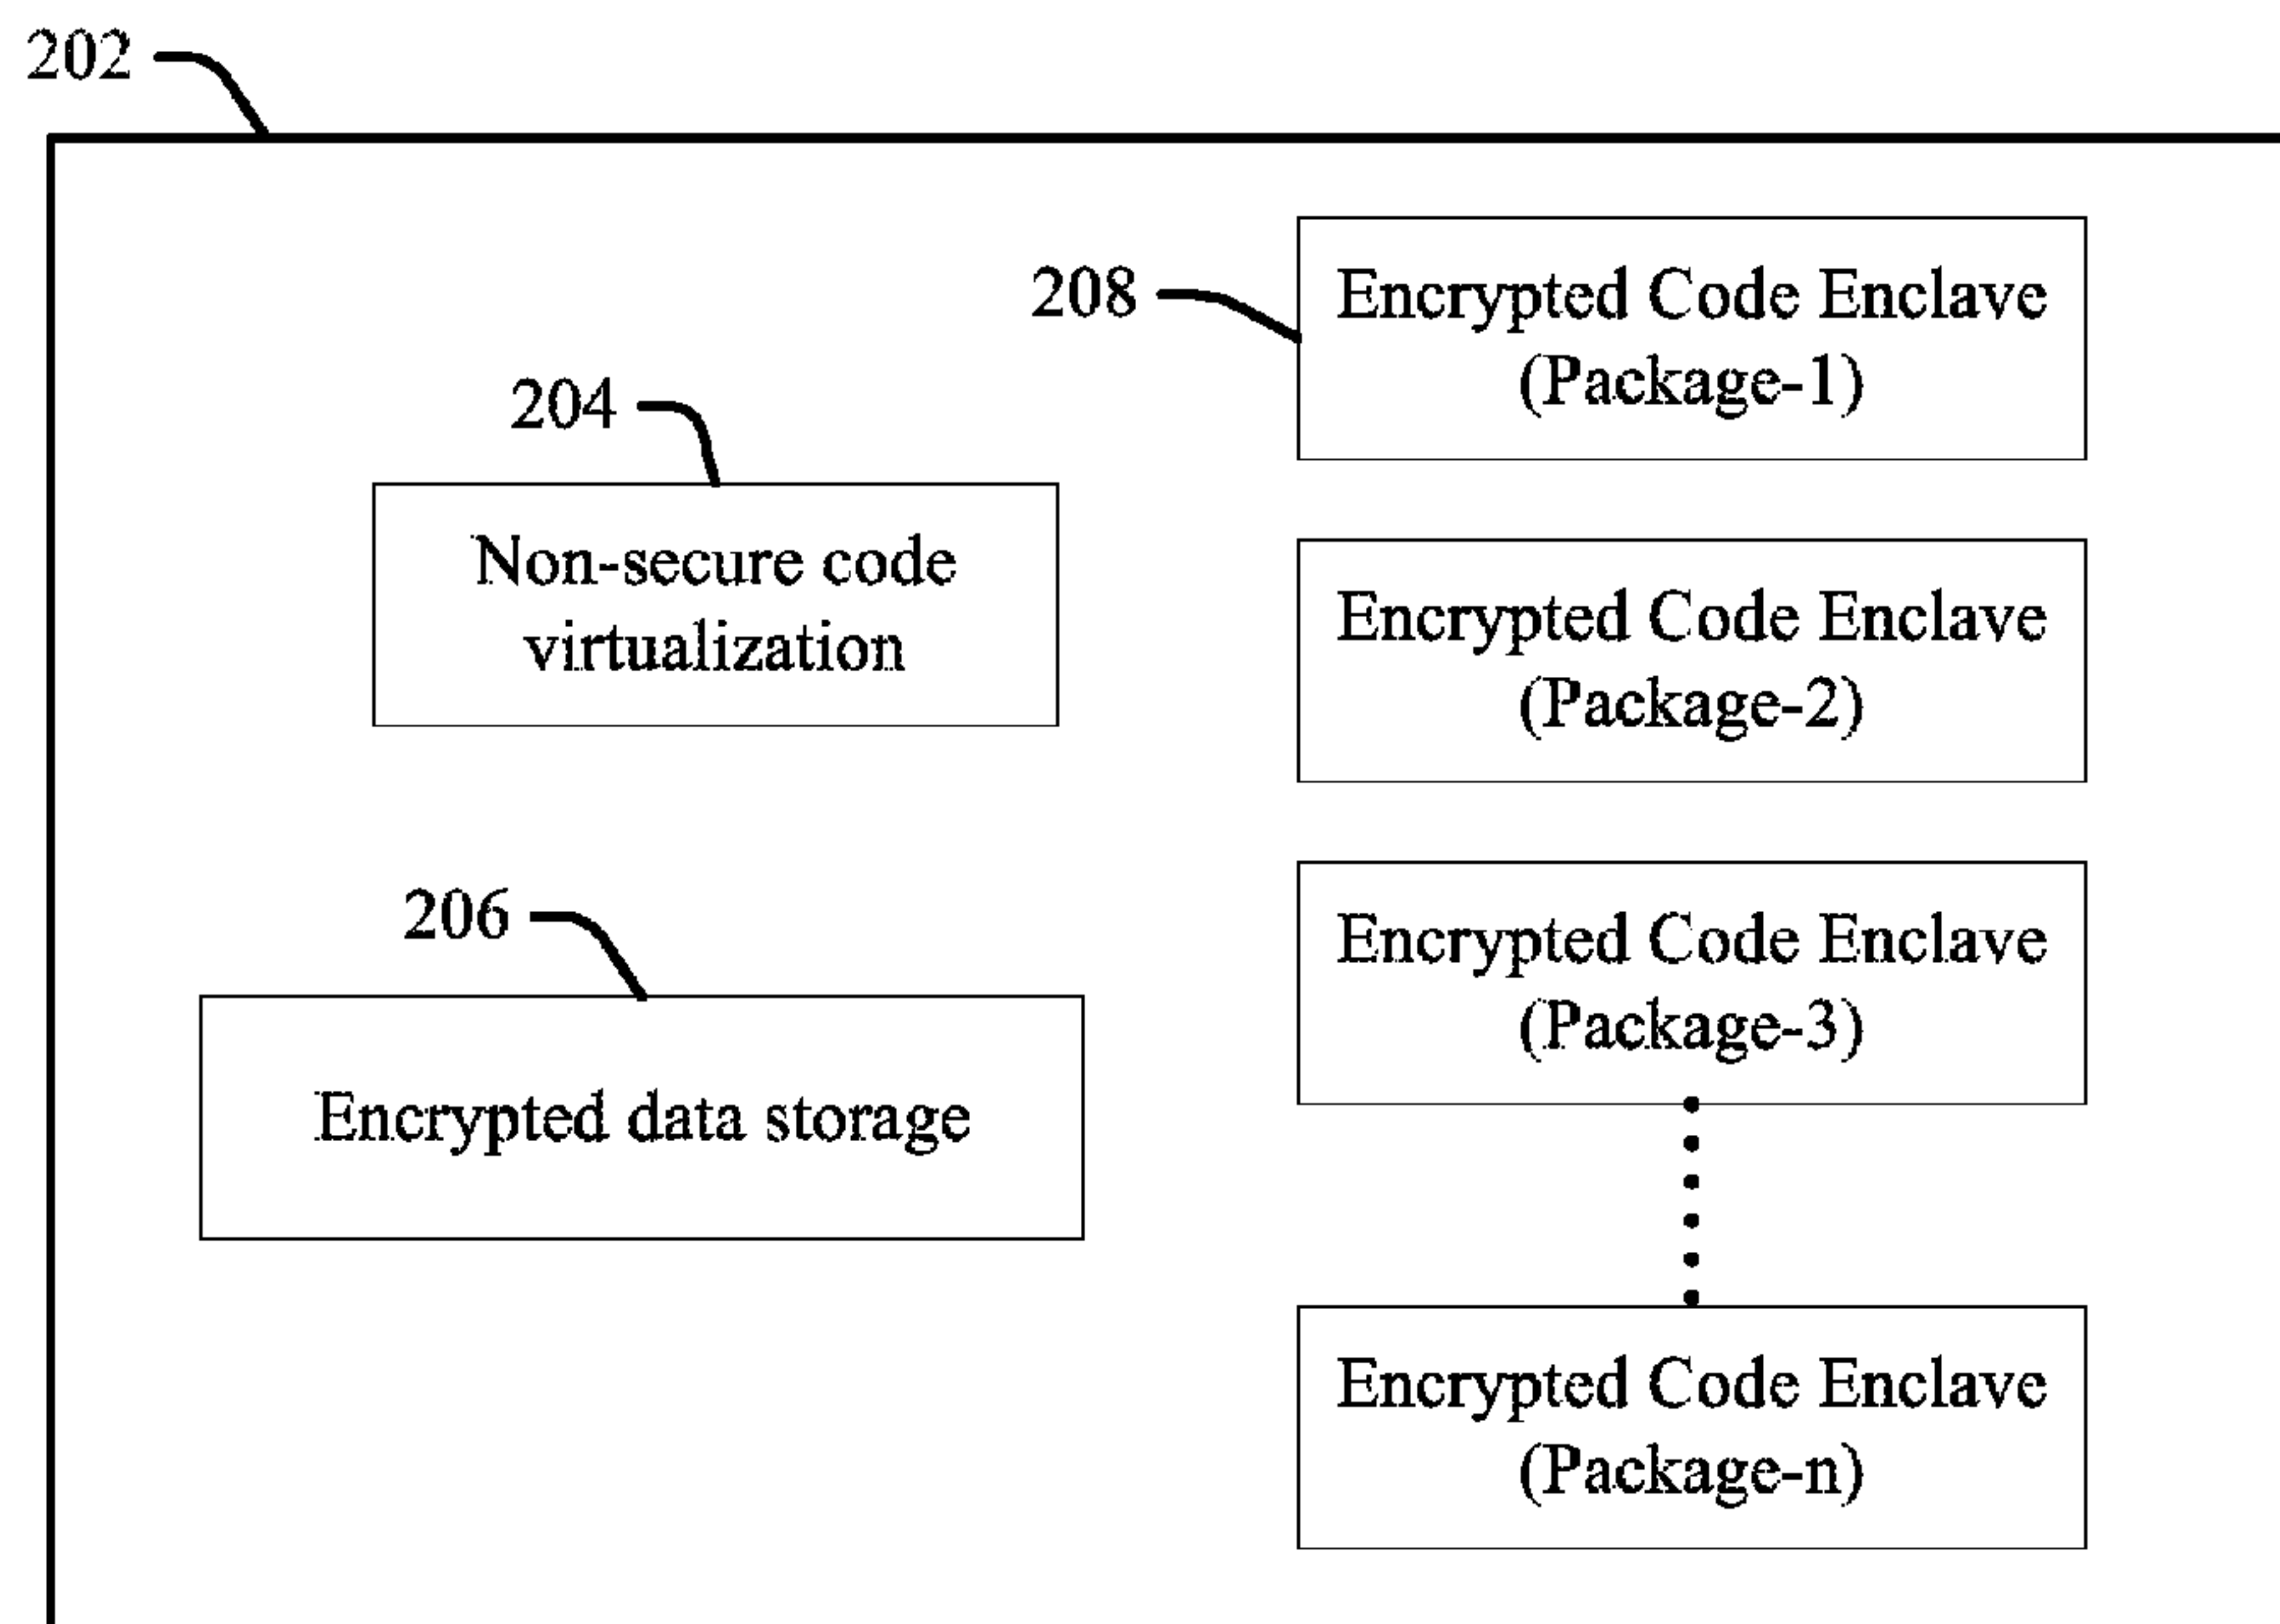 202
208
Encrypted Code Enclave
(Package-1)
204
Non-secure code
virtualization
Encrypted Code Enclave
(Package-2)
206
Encrypted data storage
Encrypted Code Enclave
(Package-3)
Encrypted Code Enclave
(Package-n)